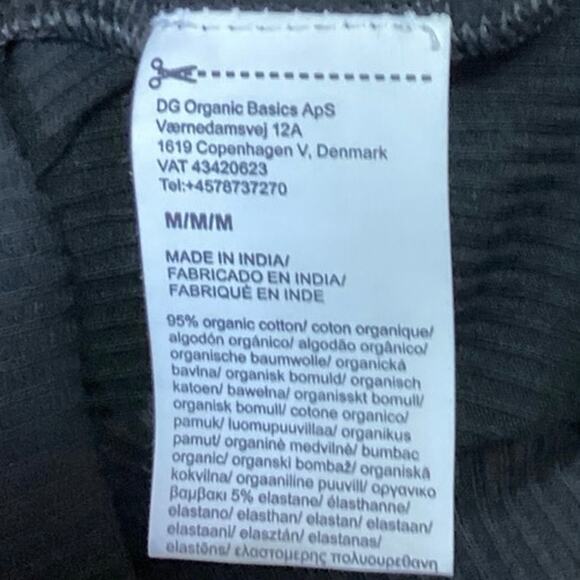 DG Organic Basics ApS
Værnedamsvej 12A
1619 Copenhagen V, Denmark
VAT 43420623
Tel:+4578737270
M/M/M
MADE IN INDIA/
FABRICADO EN INDIA/
FABRIQUÉ EN INDE
95% organic cotton/ coton organique/
algodón orgánico/ algodão orgânico/
organische baumwolle/ organická
bavlna/ organisk bomuld/ organisch
katoen/ bawełna/ organisskt bomull/
organisk bomull/ cotone organico/
pamuk/ luomupuuvillaa/ organikus
pamut/ organinė medvilnė/ bumbac
organic/ organski bombaž/ organiská
kokvilna/ orgaaniline puuvill/ οργανικο
βαμβακι 5% elastane/ élasthanne/
elastano/ elasthan/ elastan/ elastaan/
elastaani/ elasztán/ elastanas/
elastöns/ ελαστομερης πολυουρεθανη